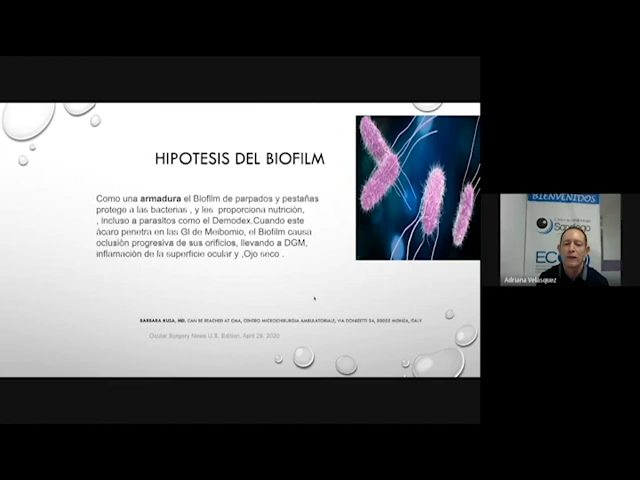 HIPOTESIS DEL BIOFILM
Como una armadura el Biofilm de parpados y pestañas
protege a las bacterias , y les proporciona nutrición,
, incluso a parasitos como el Demodex.Cuando este
ácaro penetra en las Gl de Meibomio, el Biofilm causa
oclusión progresiva de sus orificios, llevando a DGM,
inflamación de la superficie ocular y ,Ojo seco .
BARBARA KUSA, MD, CAN BE REACHED AT CMA, CENTRO MICROCHIRURGIA AMBULATORIALE, VIA DONIZETTI 24, 20052 MONZA, ITALY
Ocular Surgery News U.S. Edition, April 29, 2020
BIENVENIDOS
Adriana Velasquez